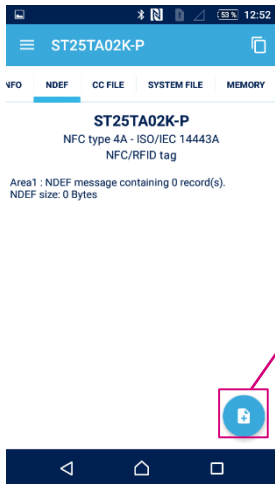 53% 12:52
ST25TA02K-P
NFO NDEF CC FILE SYSTEM FILE MEMORY
ST25TA02K-P
NFC type 4A - ISO/IEC 14443A
NFC/RFID tag
Area1 : NDEF message containing 0 record(s).
NDEF size: 0 Bytes